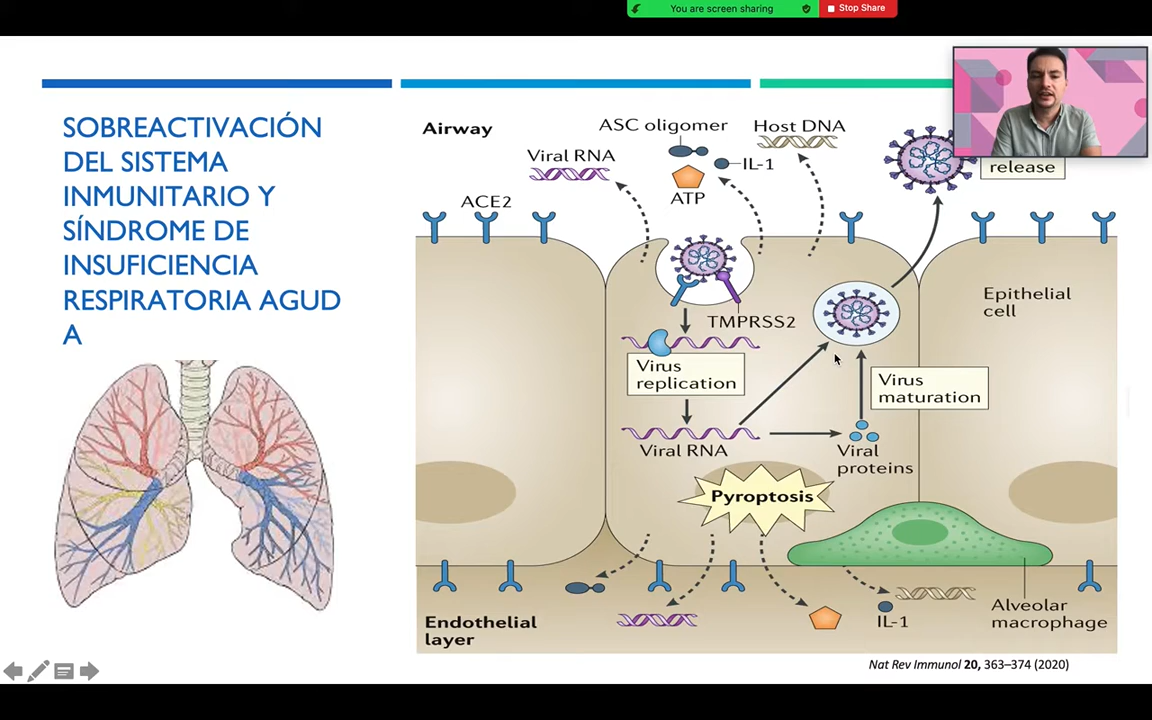 You are screen sharing
Stop Share
SOBREACTIVACIÓN
DEL SISTEMA
INMUNITARIO Y
SÍNDROME DE
INSUFICIENCIA
RESPIRATORIA AGUD
A
Airway
ASC oligomer
Host DNA
Viral RNA
IL-1
ATP
release
ACE2
Epithelial
cell
TMPRSS2
Virus
replication
Virus
maturation
Viral RNA
Viral
proteins
Pyroptosis
Endothelial
layer
IL-1
Alveolar
macrophage
Nat Rev Immunol 20, 363–374 (2020)